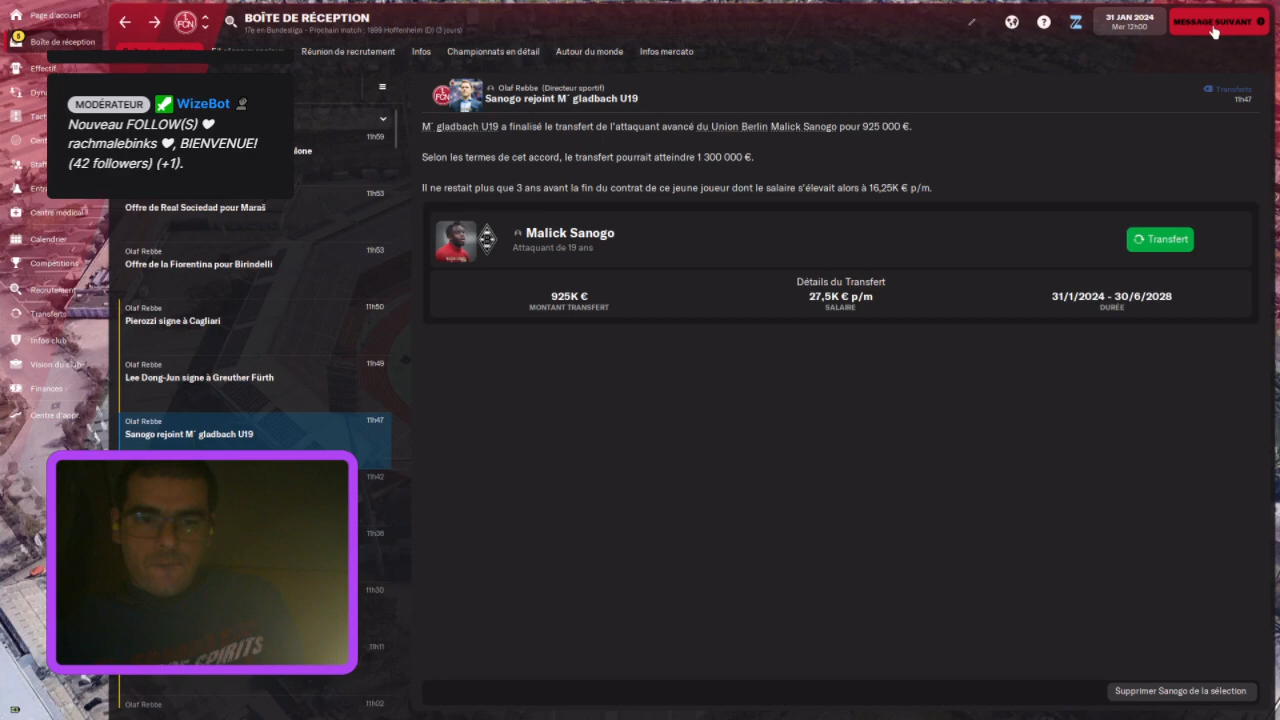 Page d'accueil
Boîte de réception
5
Effectif
Centre médical
Calendrier
Compétitions
Recrutement
Transferts
Infos club
Vision du club
Finances
Centre d'appr.
BOÎTE DE RÉCEPTION
17e en Bundesliga - Prochain match : 1899 Hoffenheim (D) (3 jours)
31 JAN 2024
Mer 12h00
MESSAGE SUIVANT
Réunion de recrutement
Infos
Championnats en détail
Autour du monde
Infos mercato
MODÉRATEUR WizeBot
Nouveau FOLLOW(S)
rachmalebinks , BIENVENUE!
(42 followers) (+1).
11h59
11h53
Offre de Real Sociedad pour Maraš
Olaf Rebbe
11h53
Offre de la Fiorentina pour Birindelli
Olaf Rebbe
11h50
Pierozzi signe à Cagliari
Olaf Rebbe
11h49
Lee Dong-Jun signe à Greuther Fürth
Olaf Rebbe
11h47
Sanogo rejoint M´ gladbach U19
11h42
11h36
11h30
11h11
Olaf Rebbe
11h02
Olaf Rebbe (Directeur sportif)
Sanogo rejoint M´ gladbach U19
Transferts
11h47
M´ gladbach U19 a finalisé le transfert de l'attaquant avancé du Union Berlin Malick Sanogo pour 925 000 €.
Selon les termes de cet accord, le transfert pourrait atteindre 1 300 000 €.
Il ne restait plus que 3 ans avant la fin du contrat de ce jeune joueur dont le salaire s'élevait alors à 16,25K € p/m.
Malick Sanogo
Attaquant de 19 ans
Transfert
Détails du Transfert
925K €
MONTANT TRANSFERT
27,5K € p/m
SALAIRE
31/1/2024 - 30/6/2028
DURÉE
Supprimer Sanogo de la sélection